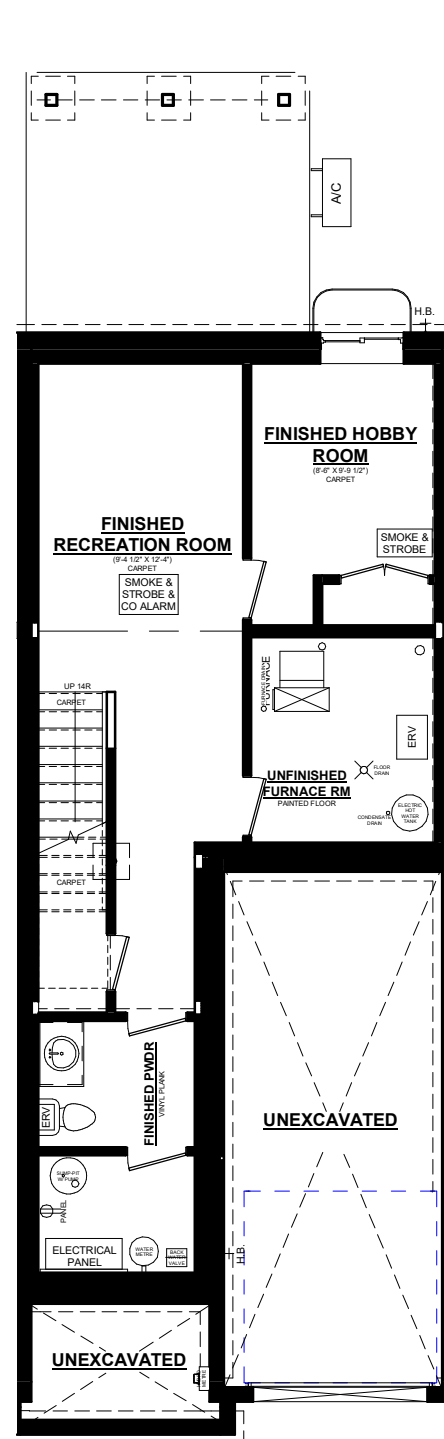 A/C
H.B.
FINISHED HOBBY
ROOM
(8'-6" X 9'-9 1/2")
CARPET
SMOKE &
STROBE
FINISHED
RECREATION ROOM
(9'-4 1/2" X 12'-4")
CARPET
SMOKE &
STROBE &
CO ALARM
UP 14R
CARPET
CARPET
FURNACE DRAIN
FURNACE
ERV
UNFINISHED
FURNACE RM
PAINTED FLOOR
FLOOR
DRAIN
CONDENSATE
DRAIN
ELECTRIC
HOT
WATER
TANK
FINISHED PWDR
VINYL PLANK
ERV
UNEXCAVATED
SUMP-PIT
W/ PUMP
PANEL
ELECTRICAL
PANEL
WATER
METRE
BACK
WATER
VALVE
H.B.
UNEXCAVATED
METRE